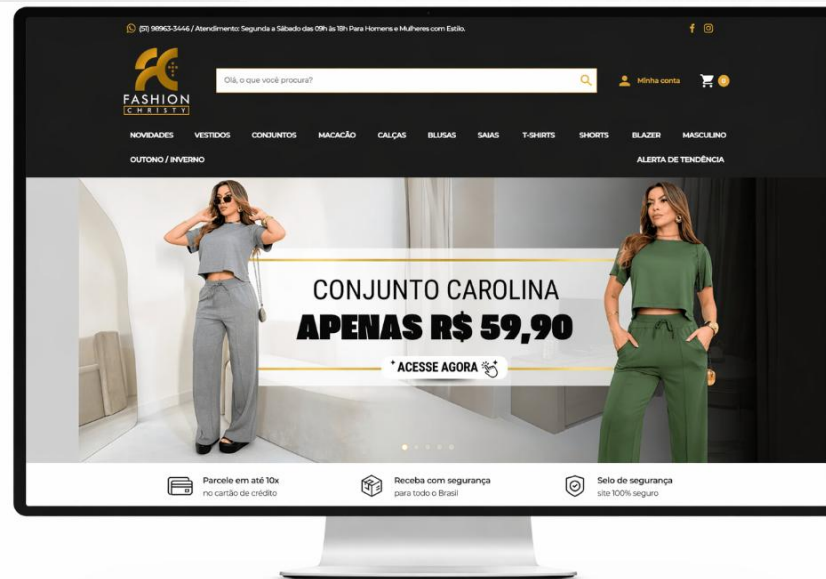 (51) 98963-3446 / Atendimento: Segunda a Sábado das 09h às 18h Para Homens e Mulheres com Estilo.
FASHION
CHRISTY
Olá, o que você procura?
Minha conta
0
NOVIDADES VESTIDOS CONJUNTOS MACACÃO CALÇAS BLUSAS SAIAS T-SHIRTS SHORTS BLAZER MASCULINO
OUTONO / INVERNO ALERTA DE TENDÊNCIA
CONJUNTO CAROLINA
APENAS R$ 59,90
ACESSE AGORA
Parcele em até 10x
no cartão de crédito
Receba com segurança
para todo o Brasil
Selo de segurança
site 100% seguro